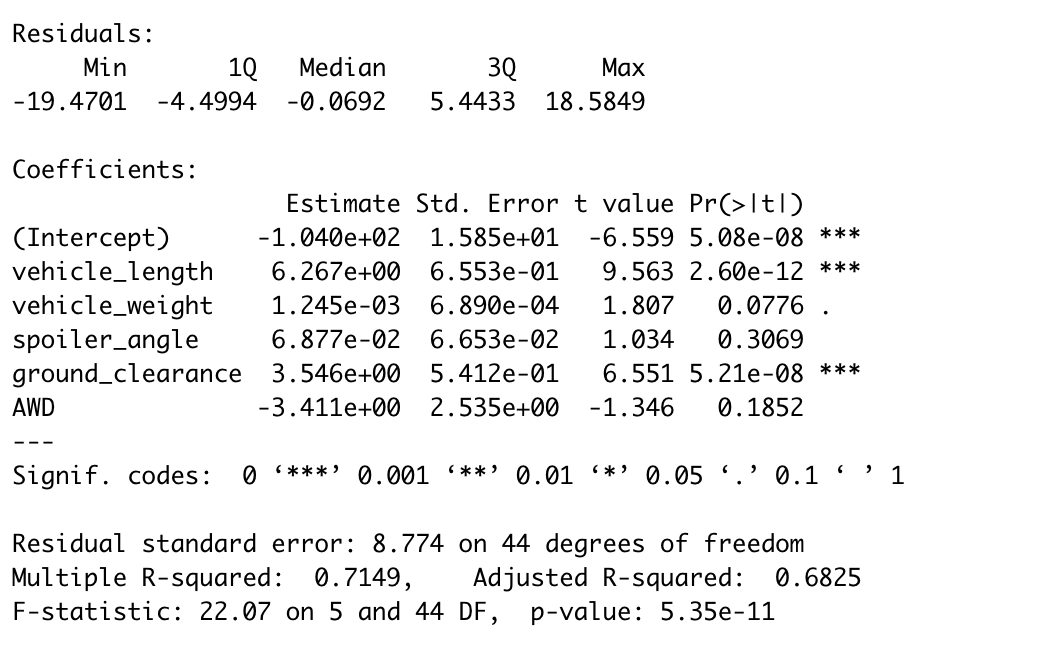 Residuals:
     Min       1Q   Median       3Q      Max
-19.4701  -4.4994  -0.0692   5.4433  18.5849

Coefficients:
                   Estimate Std. Error t value Pr(>|t|)
(Intercept)      -1.040e+02  1.585e+01  -6.559 5.08e-08 ***
vehicle_length    6.267e+00  6.553e-01   9.563 2.60e-12 ***
vehicle_weight    1.245e-03  6.890e-04   1.807   0.0776 .
spoiler_angle     6.877e-02  6.653e-02   1.034   0.3069
ground_clearance  3.546e+00  5.412e-01   6.551 5.21e-08 ***
AWD              -3.411e+00  2.535e+00  -1.346   0.1852
---
Signif. codes:  0 ‘***’ 0.001 ‘**’ 0.01 ‘*’ 0.05 ‘.’ 0.1 ‘ ’ 1

Residual standard error: 8.774 on 44 degrees of freedom
Multiple R-squared:  0.7149,    Adjusted R-squared:  0.6825
F-statistic: 22.07 on 5 and 44 DF,  p-value: 5.35e-11